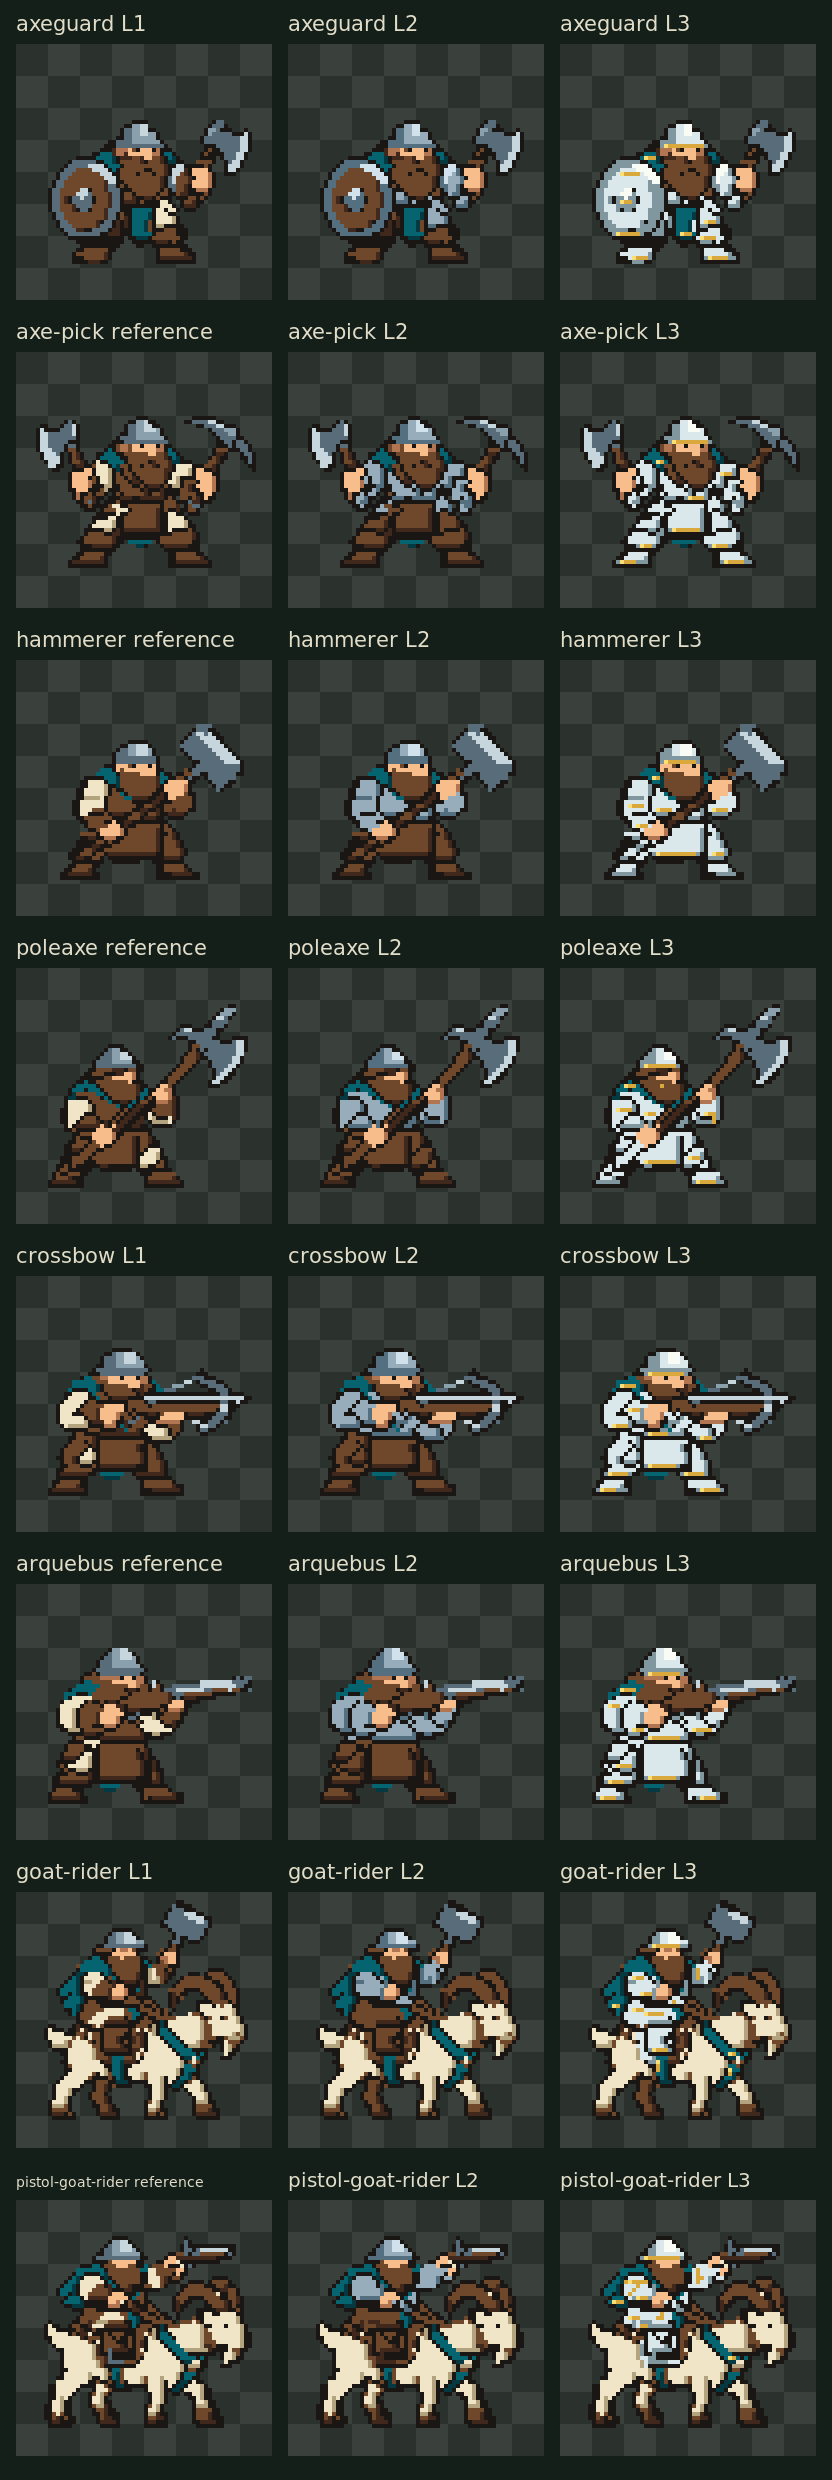 axeguard L1
axeguard L2
axeguard L3
axe-pick reference
axe-pick L2
axe-pick L3
hammerer reference
hammerer L2
hammerer L3
poleaxe reference
poleaxe L2
poleaxe L3
crossbow L1
crossbow L2
crossbow L3
arquebus reference
arquebus L2
arquebus L3
goat-rider L1
goat-rider L2
goat-rider L3
pistol-goat-rider reference
pistol-goat-rider L2
pistol-goat-rider L3